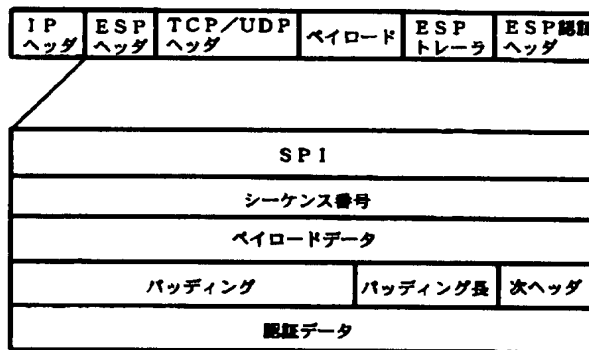 IP
ヘッダ
ESP
ヘッダ
TCP/UDP
ヘッダ
ペイロード
ESP
トレーラ
ESP認証
ヘッダ
SPI
シーケンス番号
ペイロードデータ
パッディング
パッディング長
次ヘッダ
認証データ